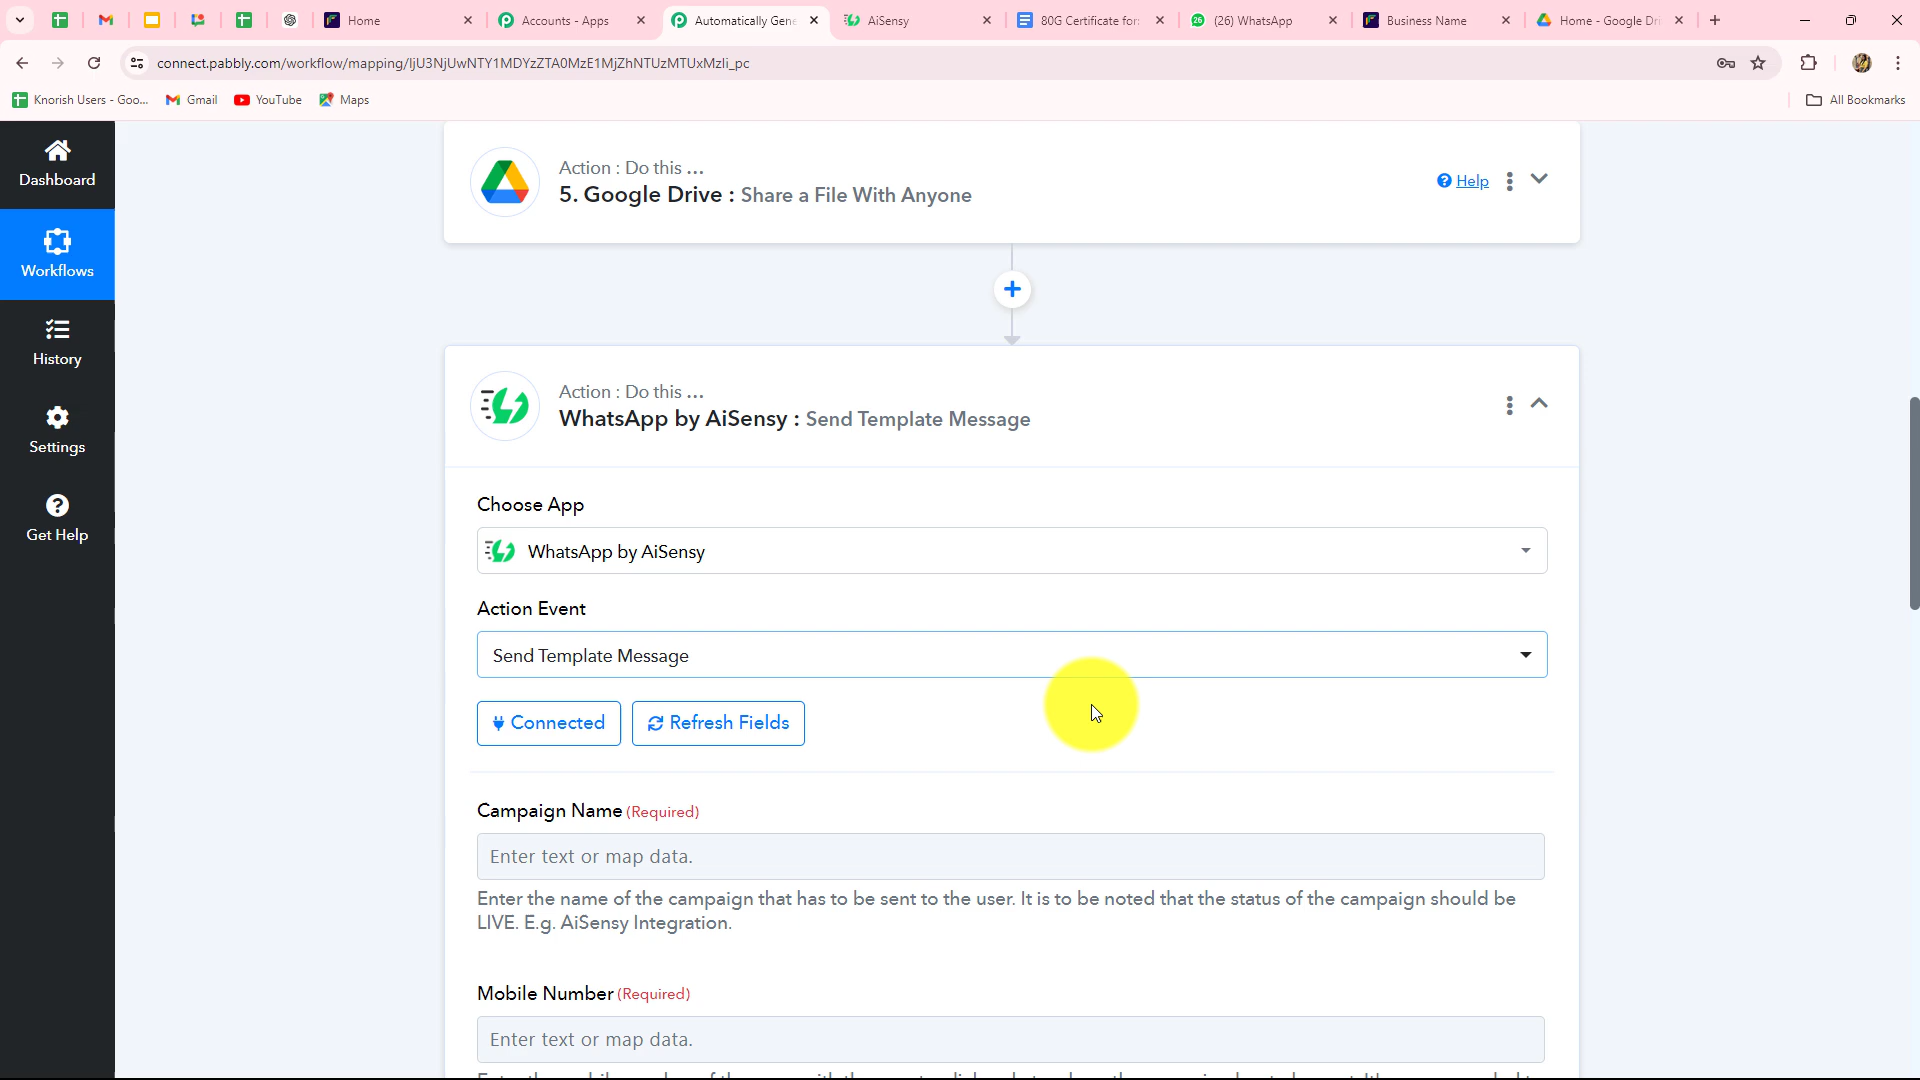 Home
Accounts - Apps
Automatically Gene
AiSensy
80G Certificate for:
(26) WhatsApp
Business Name
Home - Google Dri
connect.pabbly.com/workflow/mapping/IjU3NjUwNTY1MDYzZTA0MzE1MjZhNTUzMTUxMzIi_pc
Knorish Users - Goo...
Gmail
YouTube
Maps
All Bookmarks
Dashboard
Workflows
History
Settings
Get Help
Action : Do this ...
5. Google Drive : Share a File With Anyone
Help
Action : Do this ...
WhatsApp by AiSensy : Send Template Message
Choose App
WhatsApp by AiSensy
Action Event
Send Template Message
Connected
Refresh Fields
Campaign Name (Required)
Enter text or map data.
Enter the name of the campaign that has to be sent to the user. It is to be noted that the status of the campaign should be
LIVE. E.g. AiSensy Integration.
Mobile Number (Required)
Enter text or map data.